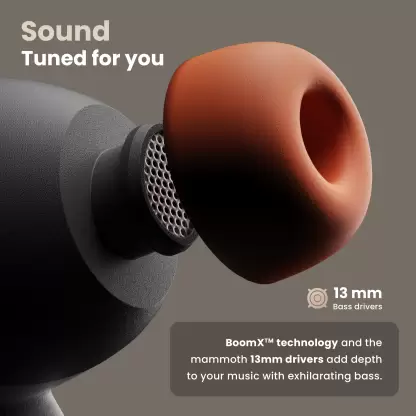 Sound
Tuned for you
13 mm
Bass drivers
BoomX™ technology and the
mammoth 13mm drivers add depth
to your music with exhilarating bass.